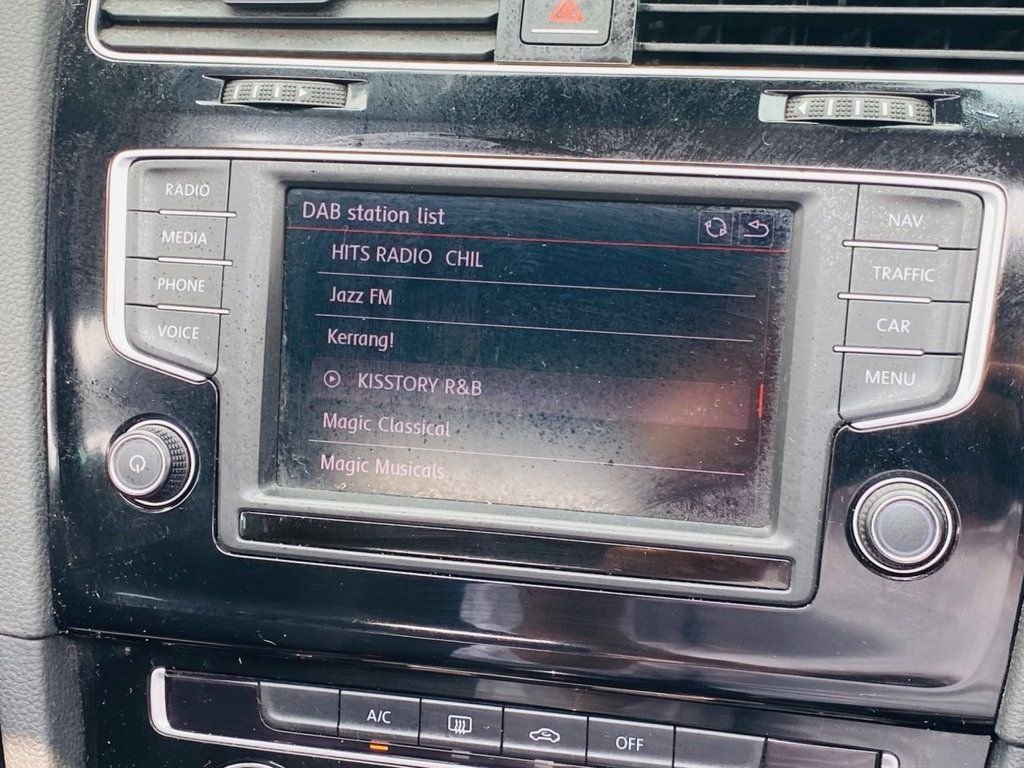 RADIO
MEDIA
PHONE
VOICE
DAB station list
HITS RADIO CHIL
Jazz FM
Kerrang!
KISSTORY R&B
Magic Classical
Magic Musicals
NAV
TRAFFIC
CAR
MENU
A/C
OFF